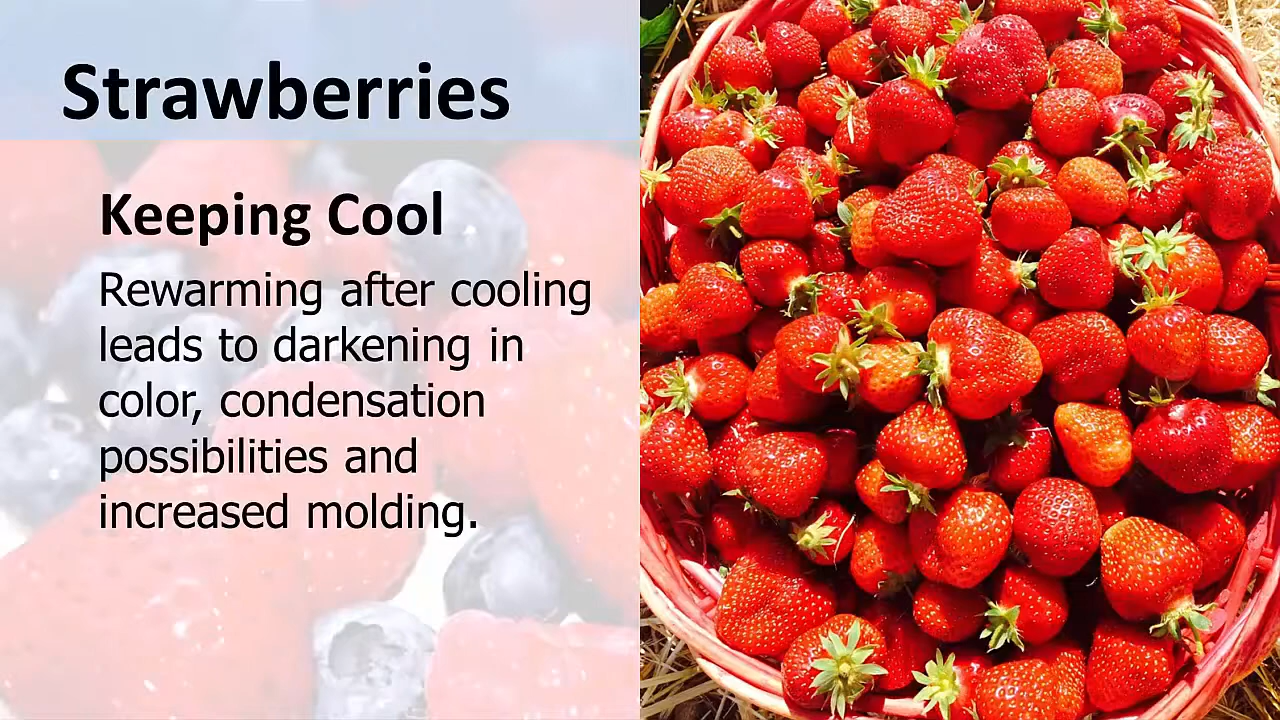 Strawberries
Keeping Cool
Rewarming after cooling
leads to darkening in
color, condensation
possibilities and
increased molding.